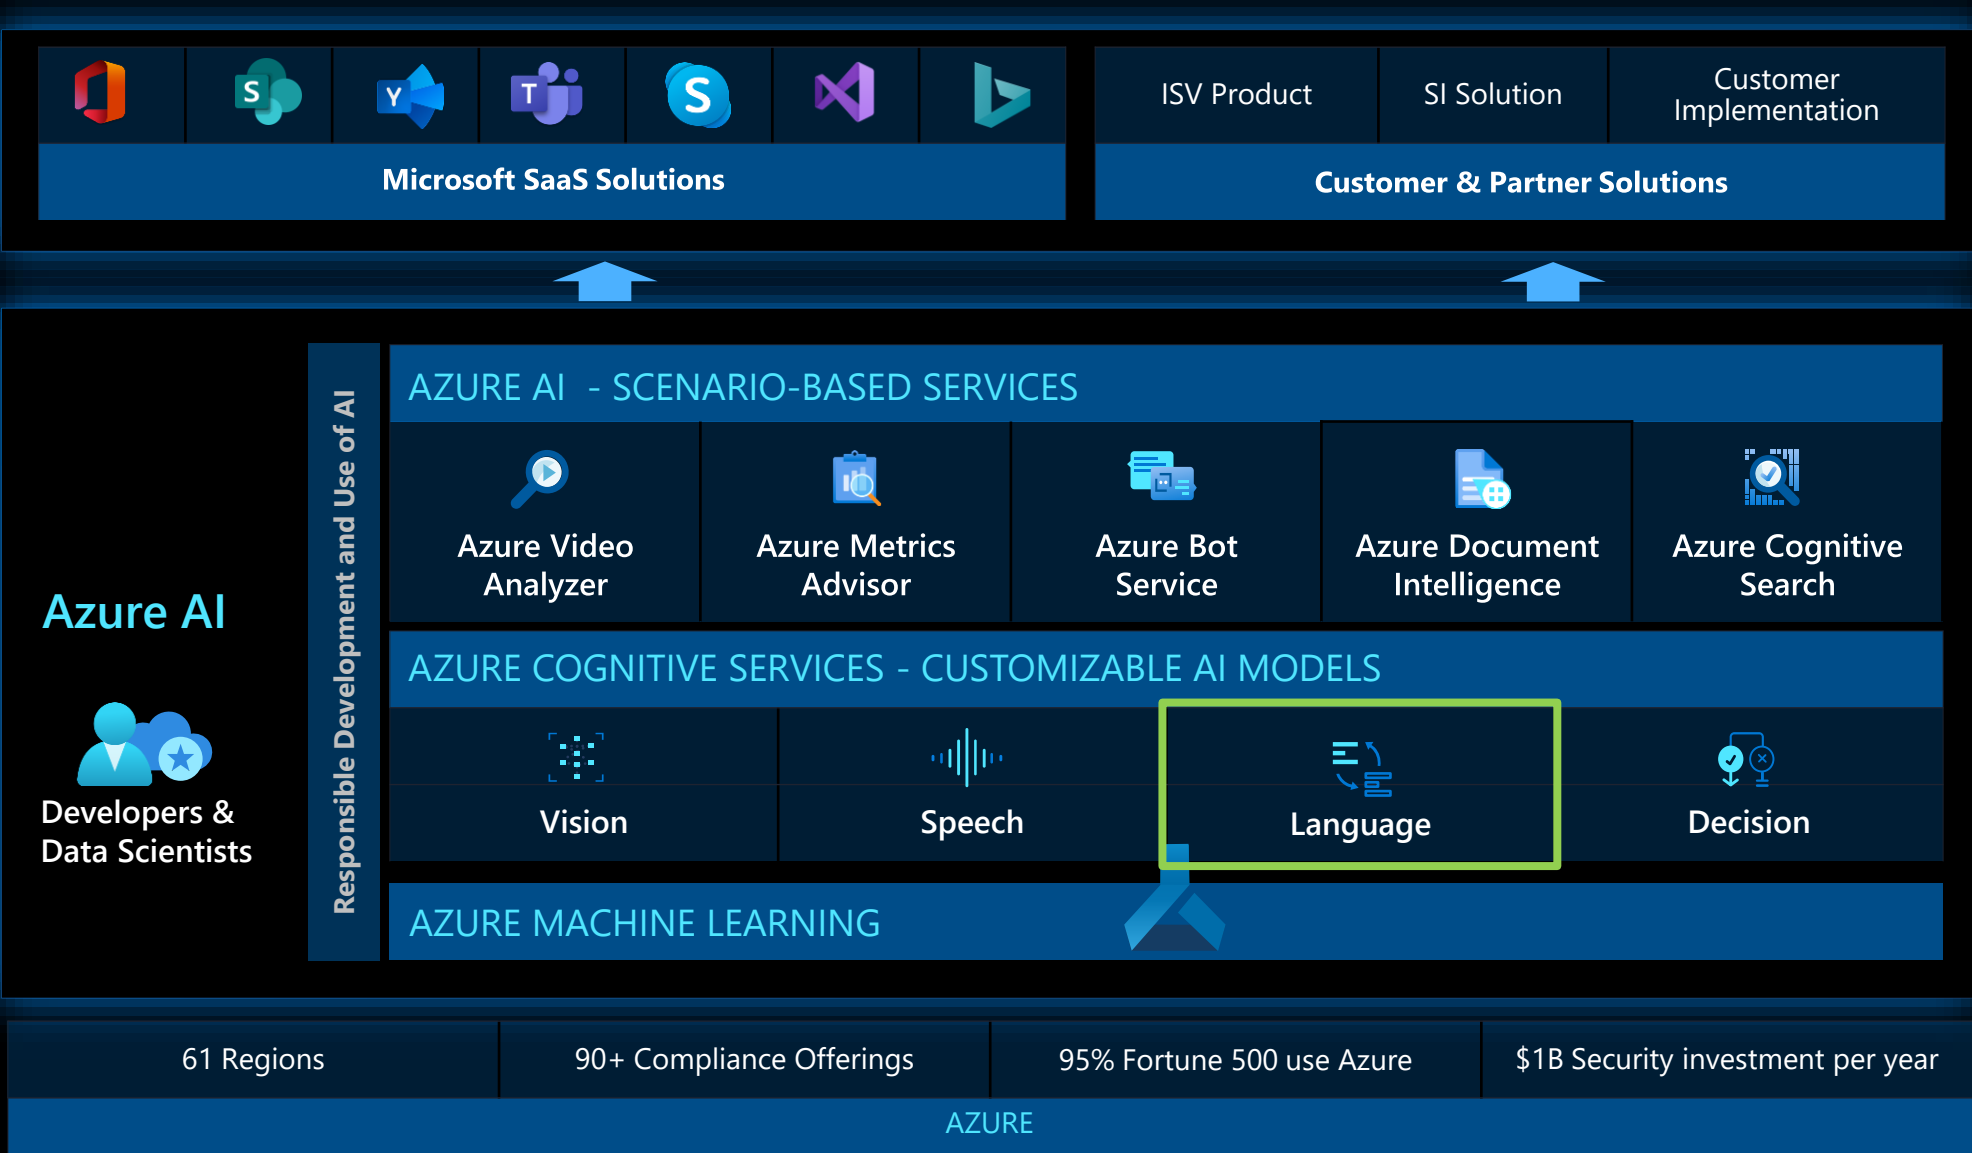 S
Y
T
S
Microsoft SaaS Solutions
ISV Product
SI Solution
Customer
Implementation
Customer & Partner Solutions
Azure AI
Developers &
Data Scientists
Responsible Development and Use of AI
AZURE AI - SCENARIO-BASED SERVICES
Azure Video
Analyzer
Azure Metrics
Advisor
Azure Bot
Service
Azure Document
Intelligence
Azure Cognitive
Search
AZURE COGNITIVE SERVICES - CUSTOMIZABLE AI MODELS
Vision
Speech
Language
Decision
AZURE MACHINE LEARNING
61 Regions
90+ Compliance Offerings
95% Fortune 500 use Azure
$1B Security investment per year
AZURE